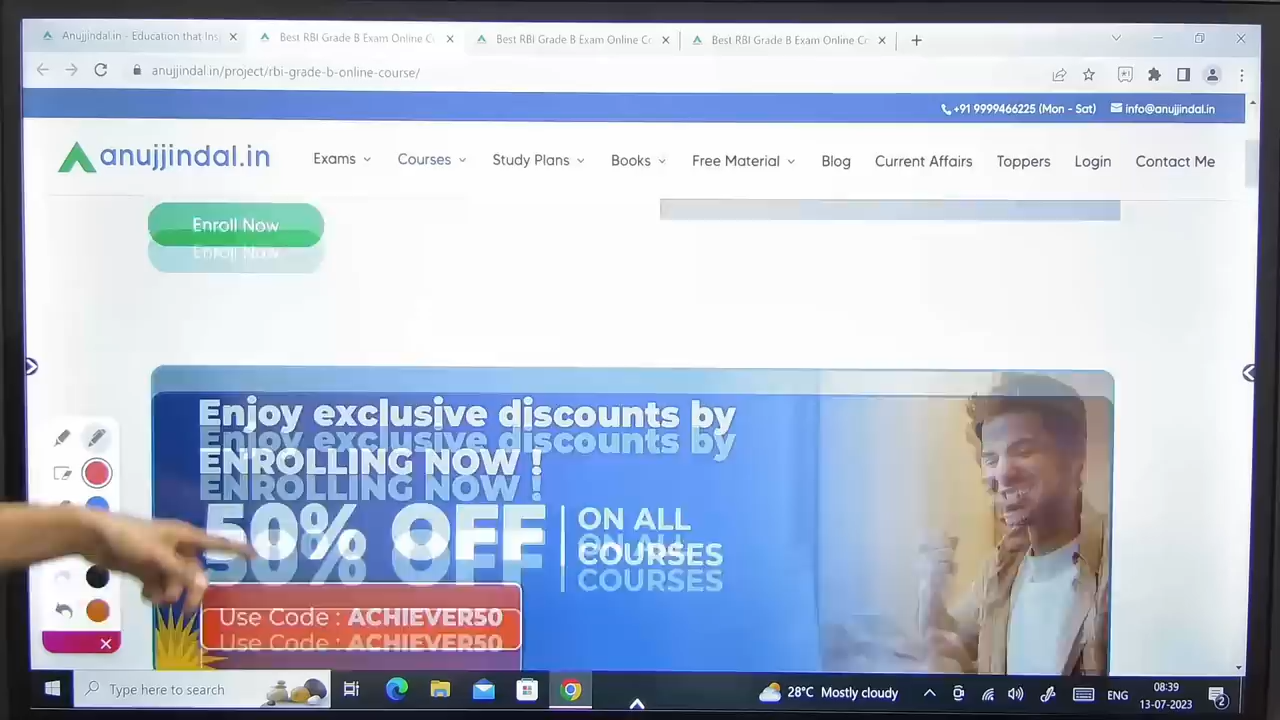 Anujjindal.in - Education that Ins
Best RBI Grade B Exam Online Co
Best RBI Grade B Exam Online Co
Best RBI Grade B Exam Online Co
anujjindal.in/project/rbi-grade-b-online-course/
+91 9999466225 (Mon - Sat)
info@anujjindal.in
anujjindal.in
Exams
Courses
Study Plans
Books
Free Material
Blog
Current Affairs
Toppers
Login
Contact Me
Enroll Now
Enjoy exclusive discounts by
ENROLLING NOW !
50% OFF
ON ALL
COURSES
Use Code : ACHIEVER50
Type here to search
28°C Mostly cloudy
ENG
08:39
13-07-2023
2